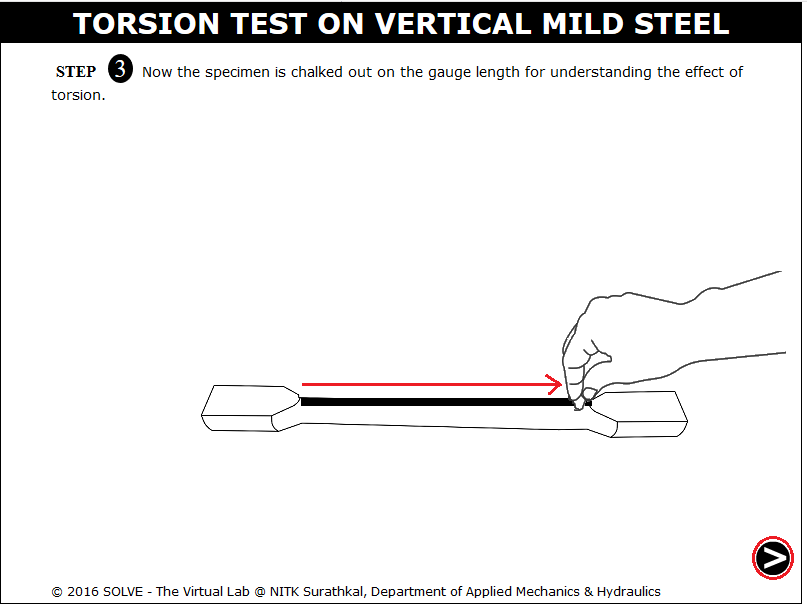 TORSION TEST ON VERTICAL MILD STEEL
STEP 3 Now the specimen is chalked out on the gauge length for understanding the effect of
torsion.
© 2016 SOLVE - The Virtual Lab @ NITK Surathkal, Department of Applied Mechanics & Hydraulics